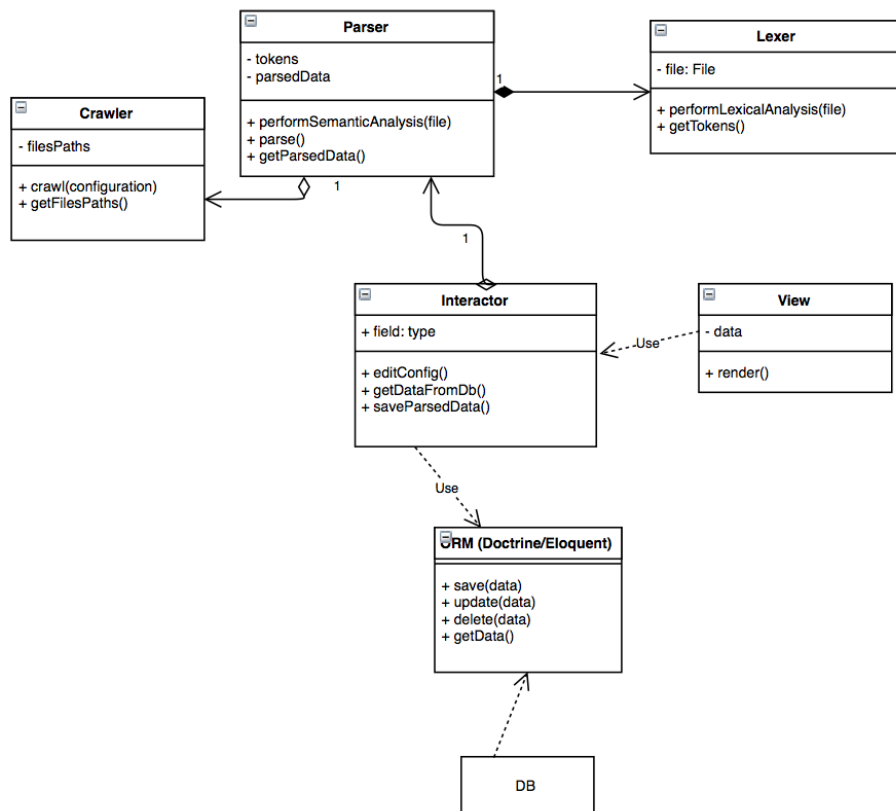 Parser
- tokens
- parsedData
+ performSemanticAnalysis(file)
+ parse()
+ getParsedData()
Lexer
- file: File
+ performLexicalAnalysis(file)
+ getTokens()
1
Crawler
- filesPaths
+ crawl(configuration)
+ getFilesPaths()
1
1
Interactor
+ field: type
+ editConfig()
+ getDataFromDb()
+ saveParsedData()
View
- data
+ render()
Use
Use
ORM (Doctrine/Eloquent)
+ save(data)
+ update(data)
+ delete(data)
+ getData()
DB